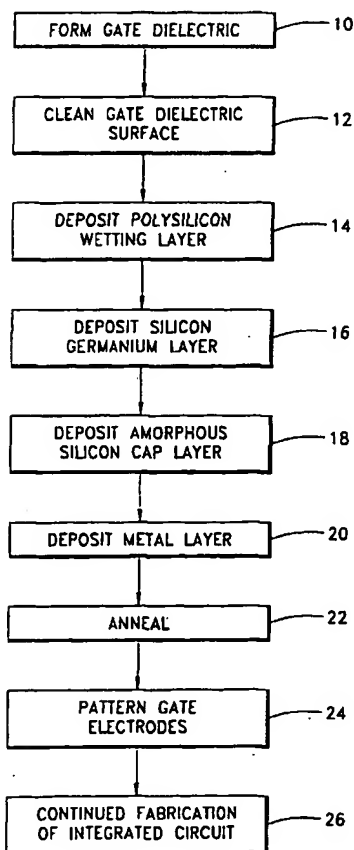 FORM GATE DIELECTRIC
10
CLEAN GATE DIELECTRIC
SURFACE
12
DEPOSIT POLYSILICON
WETTING LAYER
14
DEPOSIT SILICON
GERMANIUM LAYER
16
DEPOSIT AMORPHOUS
SILICON CAP LAYER
18
DEPOSIT METAL LAYER
20
ANNEAL
22
PATTERN GATE
ELECTRODES
24
CONTINUED FABRICATION
OF INTEGRATED CIRCUIT
26